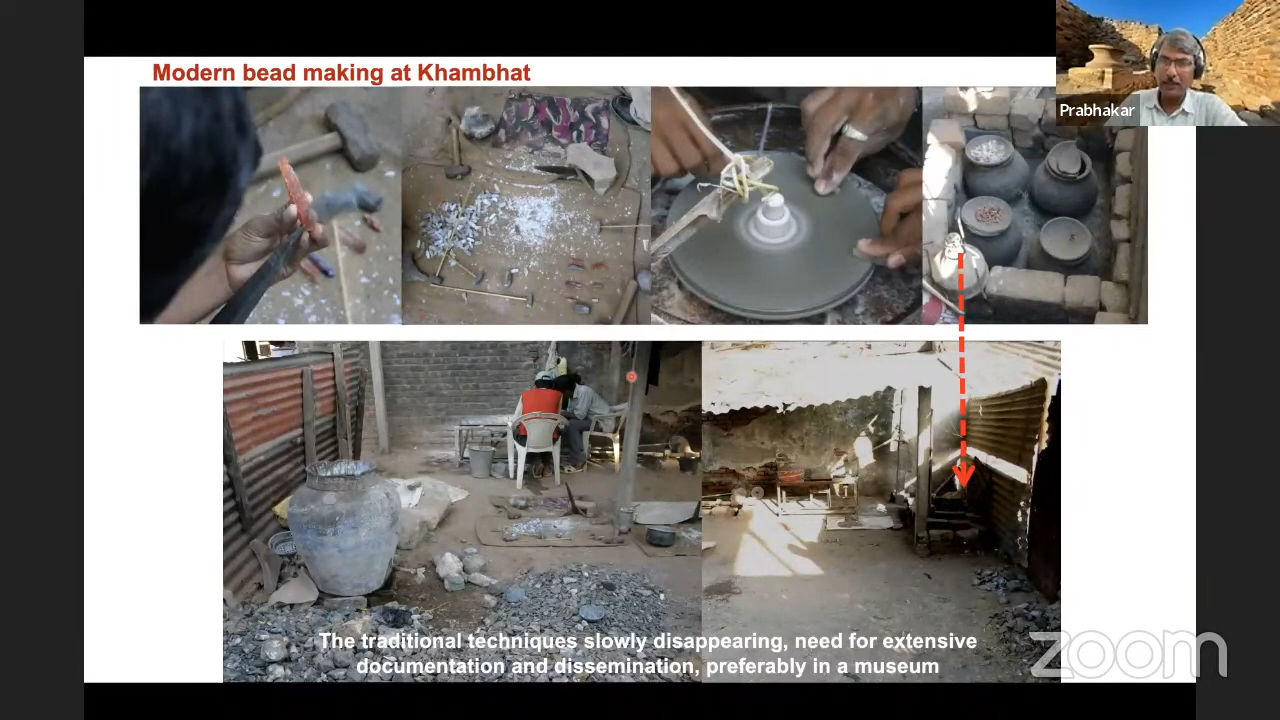 Modern bead making at Khambhat
Prabhakar
The traditional techniques slowly disappearing, need for extensive
documentation and dissemination, preferably in a museum
zoom